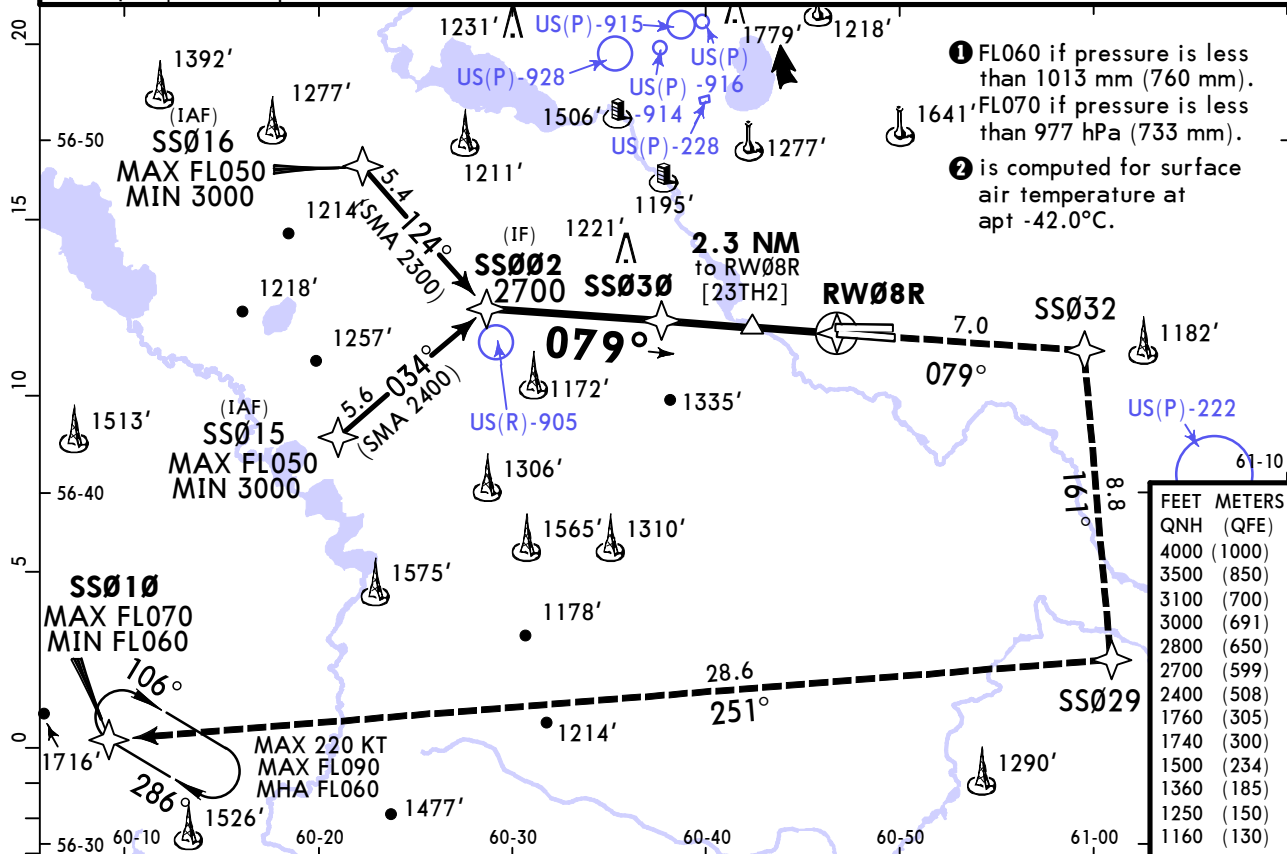 20
1231′
US(P)-915
1779′
1218′
1392′
US(P)-928
US(P)
US(P)
-916
-914
1277′
1506′
US(P)-228
1641′
1277′
1211′
1195′
❶ FL060 if pressure is less
than 1013 mm (760 mm).
FL070 if pressure is less
than 977 hPa (733 mm).
❷ is computed for surface
air temperature at
apt -42.0°C.
56-50
(IAF)
SSØ16
MAX FL050
MIN 3000
15
5.4
124°
(SMA 2300)
1214′
1218′
1257′
(IF)
SSØØ2
2700
1221′
SSØ3Ø
2.3 NM
to RWØ8R
[23TH2]
RWØ8R
7.0
079°
SSØ32
1182′
079°
10
1513′
(IAF)
SSØ15
MAX FL050
MIN 3000
5.6
034°
(SMA 2400)
1172′
US(R)-905
1335′
US(P)-222
61-10
56-40
1306′
1565′
1310′
161°
8.8
5
1575′
1178′
SSØ1Ø
MAX FL070
MIN FL060
106°
286°
MAX 220 KT
MAX FL090
MHA FL060
28.6
251°
SSØ29
0
1716′
1214′
1290′
1526′
1477′
56-30
60-10
60-20
60-30
60-40
60-50
61-00
FEET METERS
QNH (QFE)
4000 (1000)
3500 (850)
3100 (700)
3000 (691)
2800 (650)
2700 (599)
2400 (508)
1760 (305)
1740 (300)
1500 (234)
1360 (185)
1250 (150)
1160 (130)